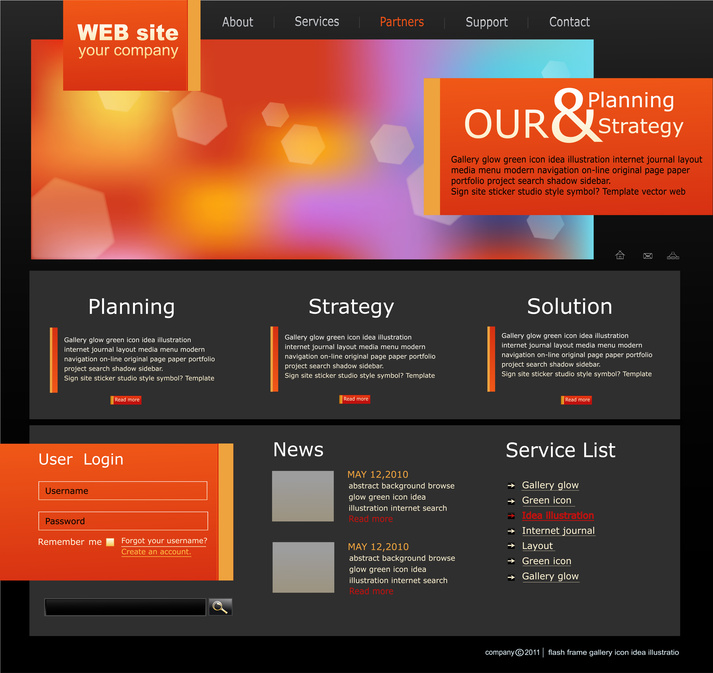 WEB site
your company
About
Services
Partners
Support
Contact
OUR & Planning
Strategy
Gallery glow green icon idea illustration internet journal layout
media menu modern navigation on-line original page paper
portfolio project search shadow sidebar.
Sign site sticker studio style symbol? Template vector web
Planning
Gallery glow green icon idea illustration
internet journal layout media menu modern
navigation on-line original page paper portfolio
project search shadow sidebar.
Sign site sticker studio style symbol? Template
Read more
Strategy
Gallery glow green icon idea illustration
internet journal layout media menu modern
navigation on-line original page paper portfolio
project search shadow sidebar.
Sign site sticker studio style symbol? Template
Read more
Solution
Gallery glow green icon idea illustration
internet journal layout media menu modern
navigation on-line original page paper portfolio
project search shadow sidebar.
Sign site sticker studio style symbol? Template
Read more
User Login
Username
Password
Remember me
Forgot your username?
Create an account.
News
MAY 12,2010
abstract background browse
glow green icon idea
illustration internet search
Read more
MAY 12,2010
abstract background browse
glow green icon idea
illustration internet search
Read more
Service List
Gallery glow
Green icon
Idea illustration
Internet journal
Layout
Green icon
Gallery glow
company©2011 | flash frame gallery icon idea illustratio